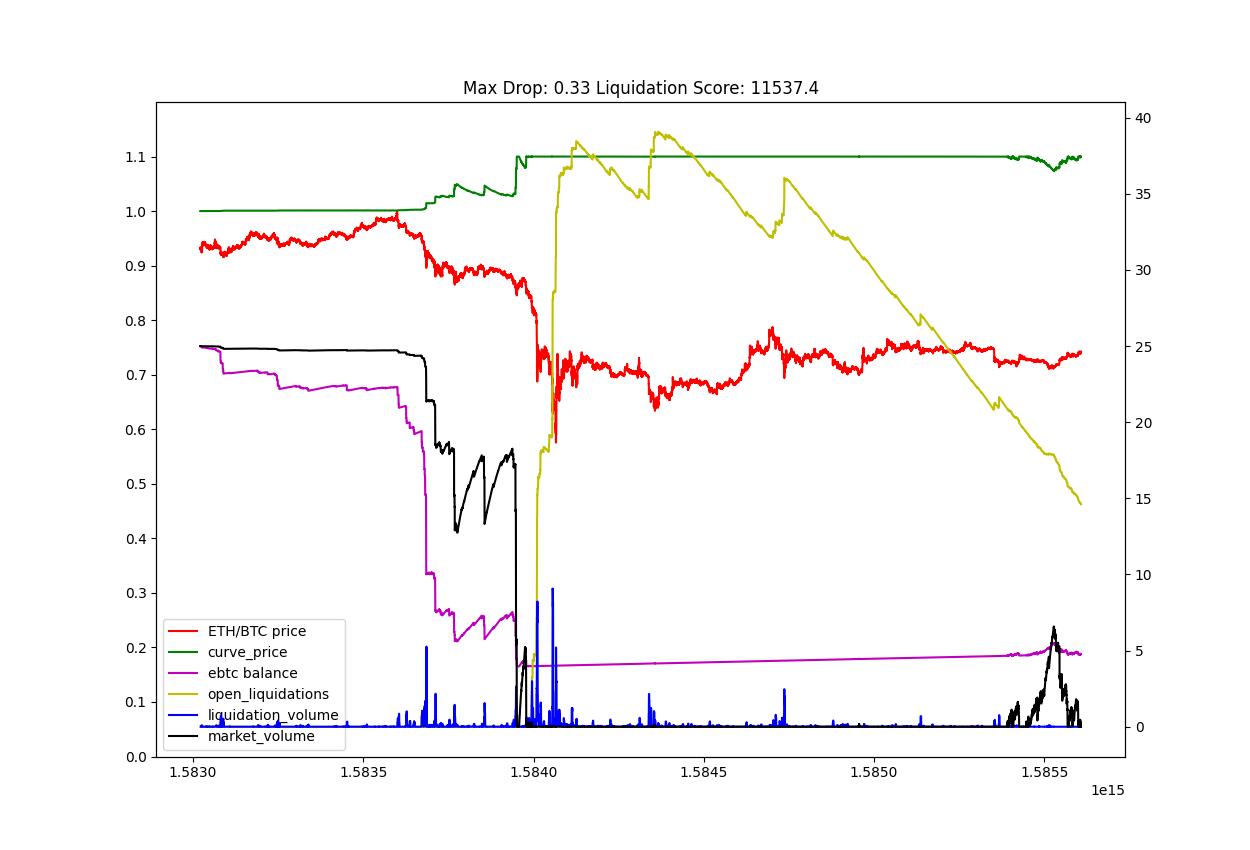 Max Drop: 0.33 Liquidation Score: 11537.4
1.1
1.0
0.9
0.8
0.7
0.6
0.5
0.4
0.3
0.2
0.1
0.0
40
35
30
25
20
15
10
5
0
ETH/BTC price
curve_price
ebtc balance
open_liquidations
liquidation_volume
market_volume
1.5830 1.5835 1.5840 1.5845 1.5850 1.5855
1e15